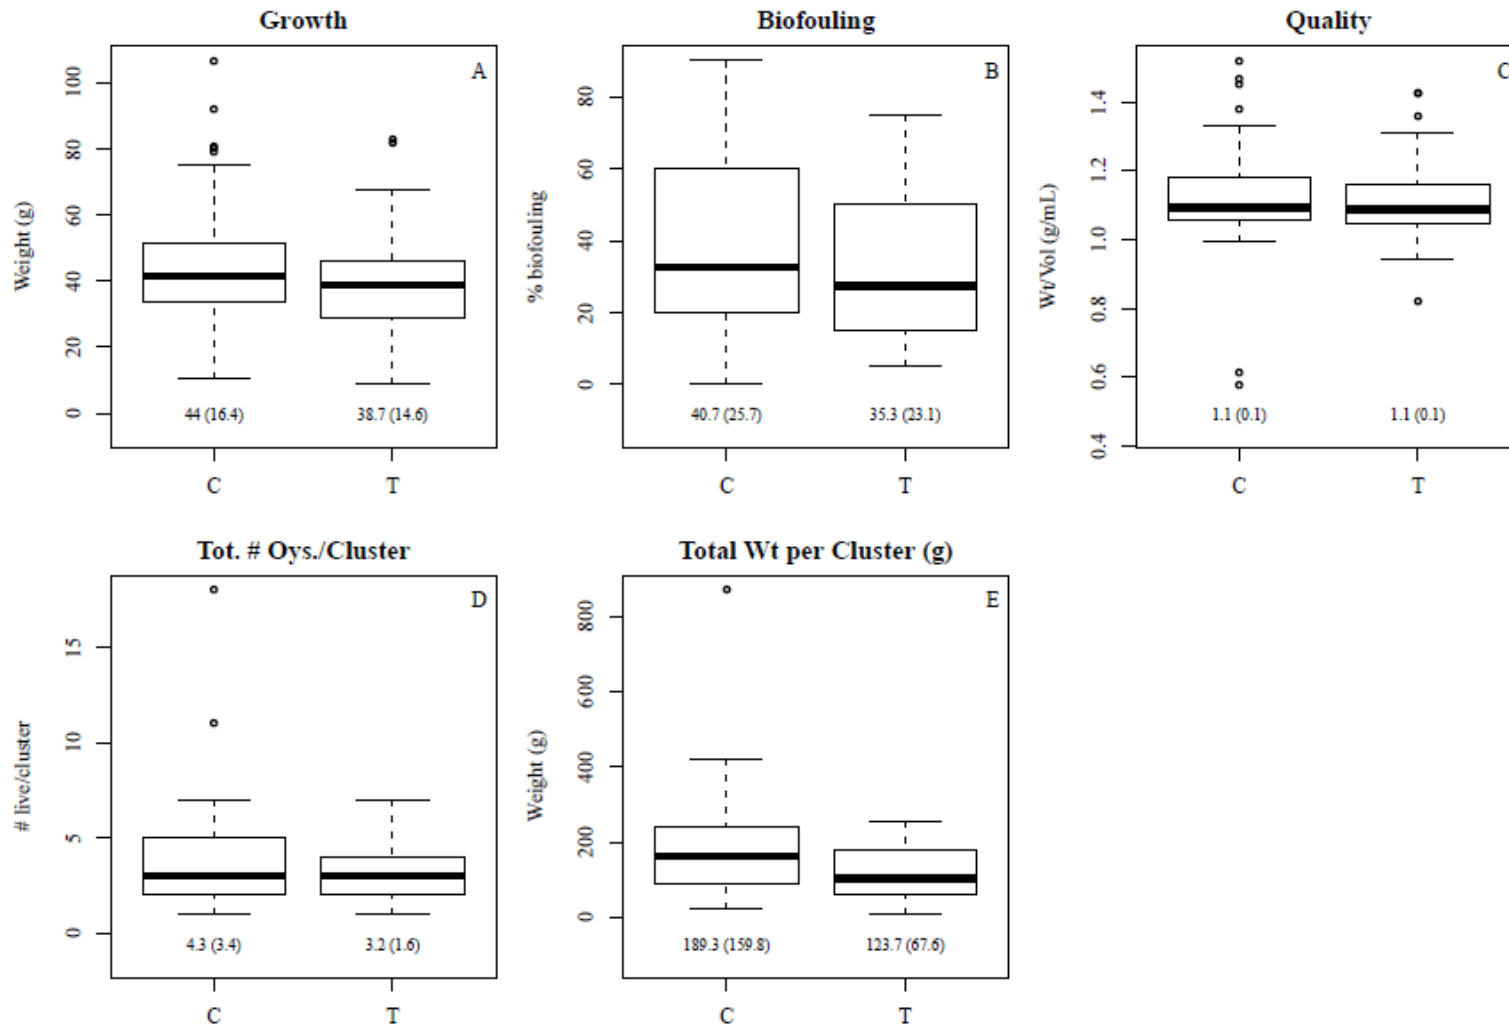 Growth
A
Weight (g)
100
80
60
40
20
0
44 (16.4)
38.7 (14.6)
C
T
Biofouling
B
% biofouling
80
60
40
20
0
40.7 (25.7)
35.3 (23.1)
C
T
Quality
C
Wt/Vol (g/mL)
1.4
1.2
1.0
0.8
0.6
0.4
1.1 (0.1)
1.1 (0.1)
C
T
Tot. # Oys./Cluster
D
# live/cluster
15
10
5
0
4.3 (3.4)
3.2 (1.6)
C
T
Total Wt per Cluster (g)
E
Weight (g)
800
600
400
200
0
189.3 (159.8)
123.7 (67.6)
C
T